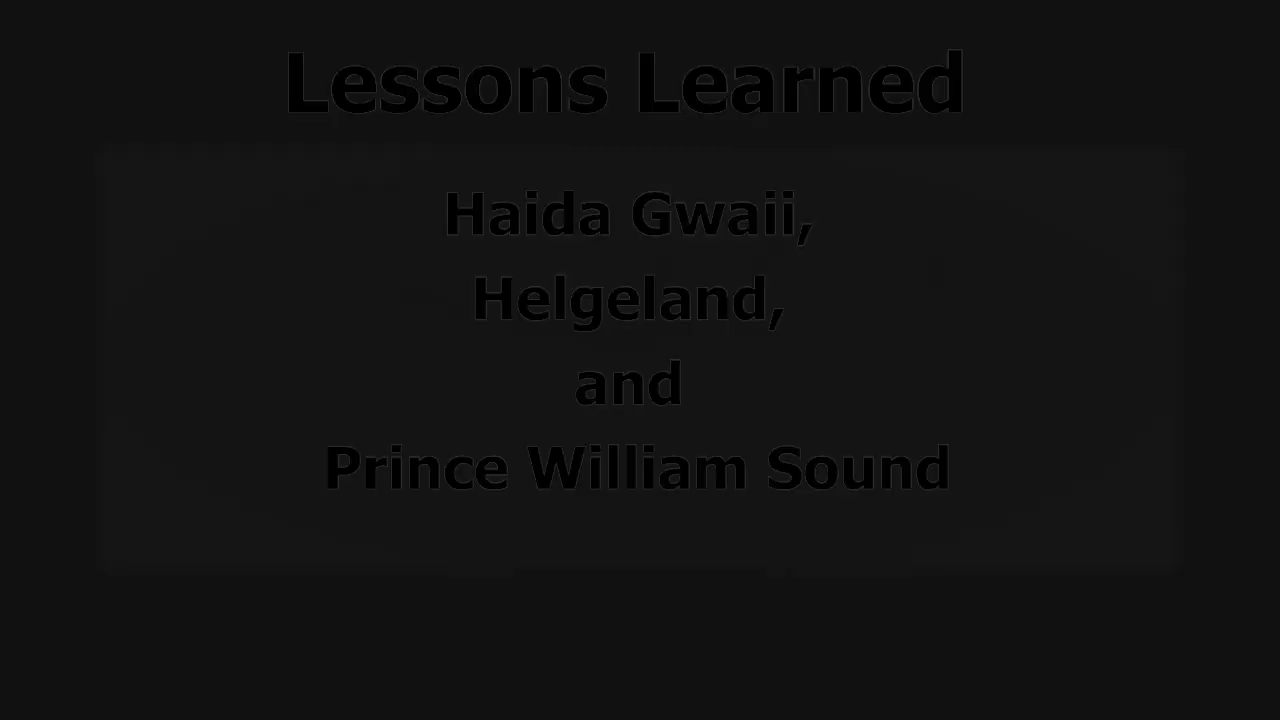 Lessons Learned
Haida Gwaii,
Helgeland,
and
Prince William Sound